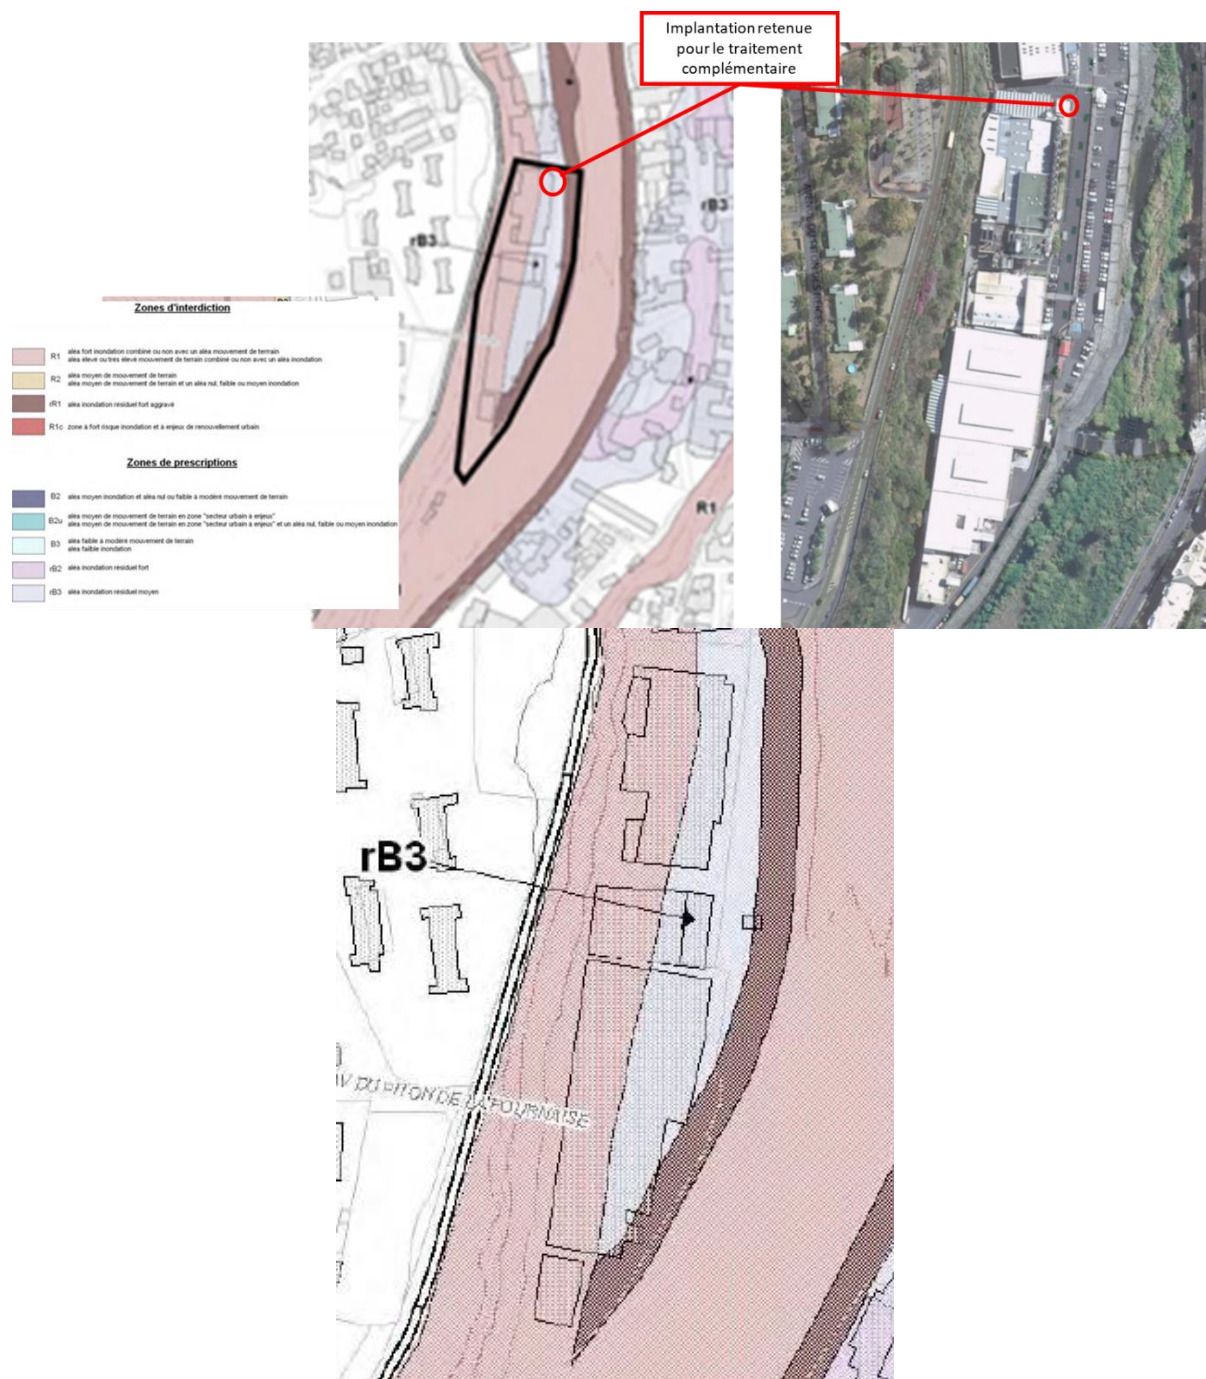 Implantation retenue
pour le traitement
complémentaire
rB3
rB3
R1
Zones d'interdiction
R1 aléa fort inondation combiné ou non avec un aléa mouvement de terrain
aléa élevé ou très élevé mouvement de terrain combiné ou non avec un aléa inondation
R2 aléa moyen de mouvement de terrain
aléa moyen de mouvement de terrain et un aléa nul, faible ou moyen inondation
rR1 aléa inondation résiduel fort aggravé
R1c zone à fort risque inondation et à enjeux de renouvellement urbain
Zones de prescriptions
B2 aléa moyen inondation et aléa nul ou faible à modéré mouvement de terrain
B2u aléa moyen de mouvement de terrain en zone "secteur urbain à enjeux"
aléa moyen de mouvement de terrain en zone "secteur urbain à enjeux" et un aléa nul, faible ou moyen inondation
B3 aléa faible à modéré mouvement de terrain
aléa faible inondation
rB2 aléa inondation résiduel fort
rB3 aléa inondation résiduel moyen
rB3
AV DU PITON DE LA FOURNAISE